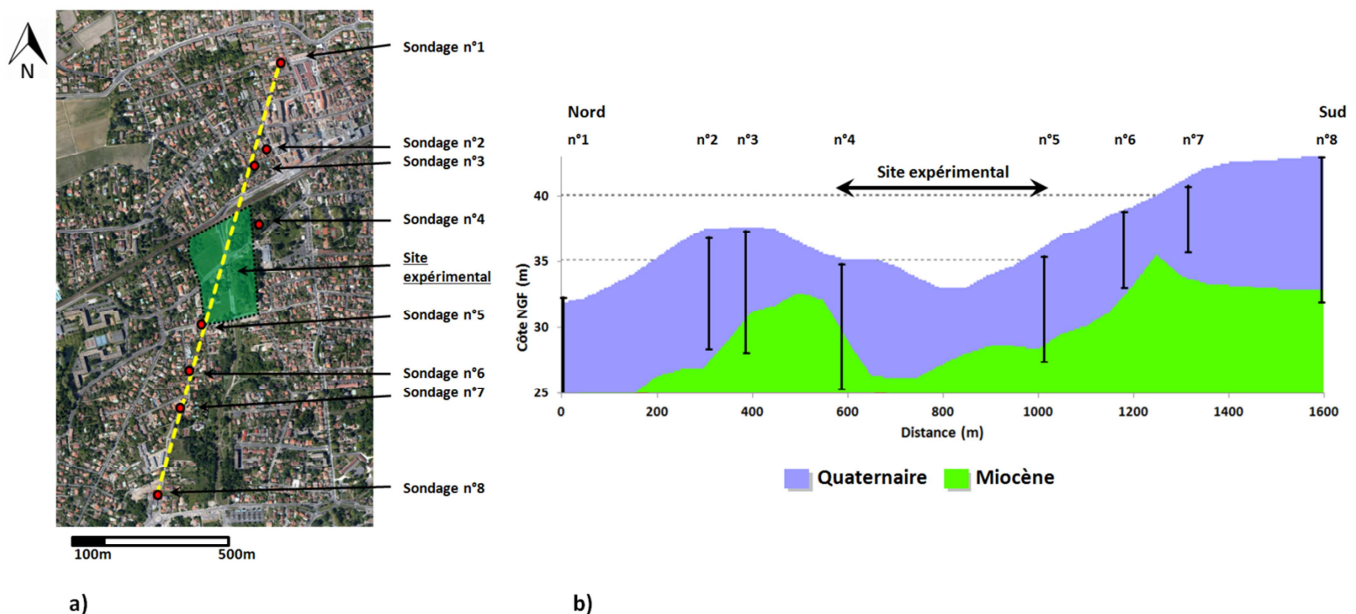 N
Sondage n°1
Sondage n°2
Sondage n°3
Sondage n°4
Site
expérimental
Sondage n°5
Sondage n°6
Sondage n°7
Sondage n°8
100m 500m
a)
Nord Sud
n°1 n°2 n°3 n°4 n°5 n°6 n°7 n°8
Site expérimental
Côte NGF (m)
40
35
30
25
0 200 400 600 800 1000 1200 1400 1600
Distance (m)
Quaternaire Miocène
b)